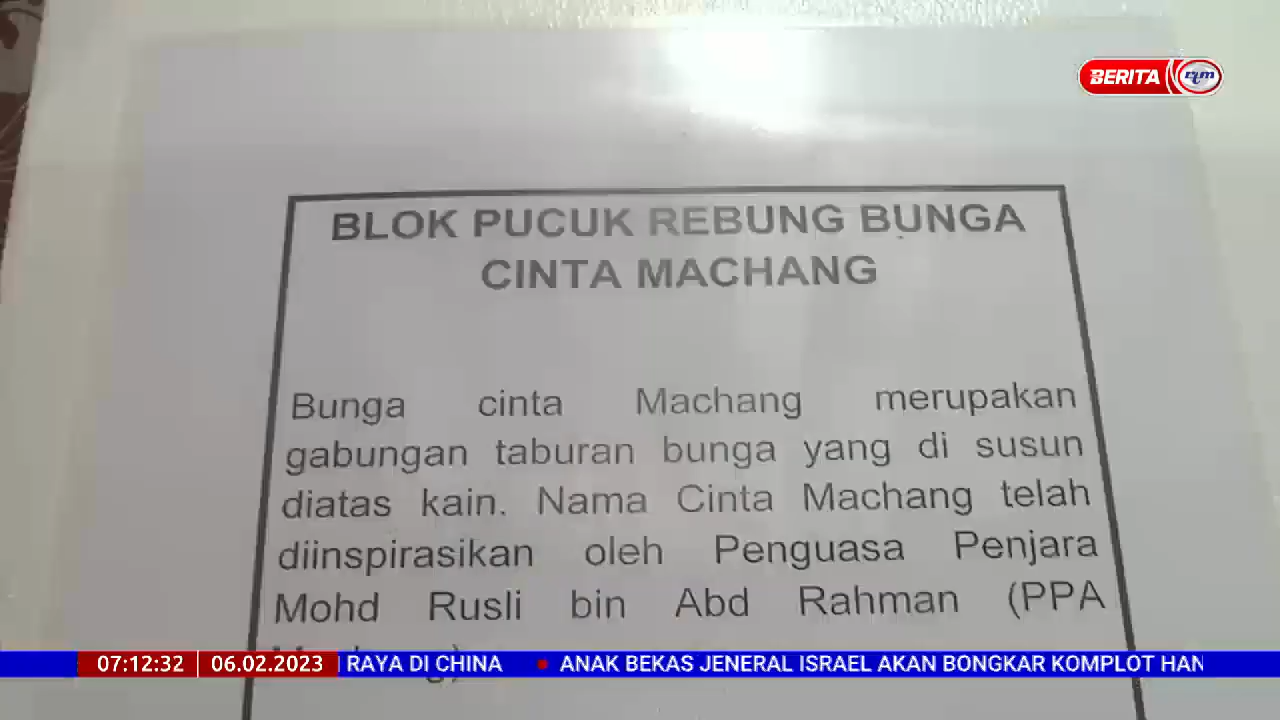 BERITA rtm
BLOK PUCUK REBUNG BUNGA
CINTA MACHANG
Bunga cinta Machang merupakan
gabungan taburan bunga yang di susun
diatas kain. Nama Cinta Machang telah
diinspirasikan oleh Penguasa Penjara
Mohd Rusli bin Abd Rahman (PPA
07:12:32 06.02.2023 RAYA DI CHINA • ANAK BEKAS JENERAL ISRAEL AKAN BONGKAR KOMPLOT HAN